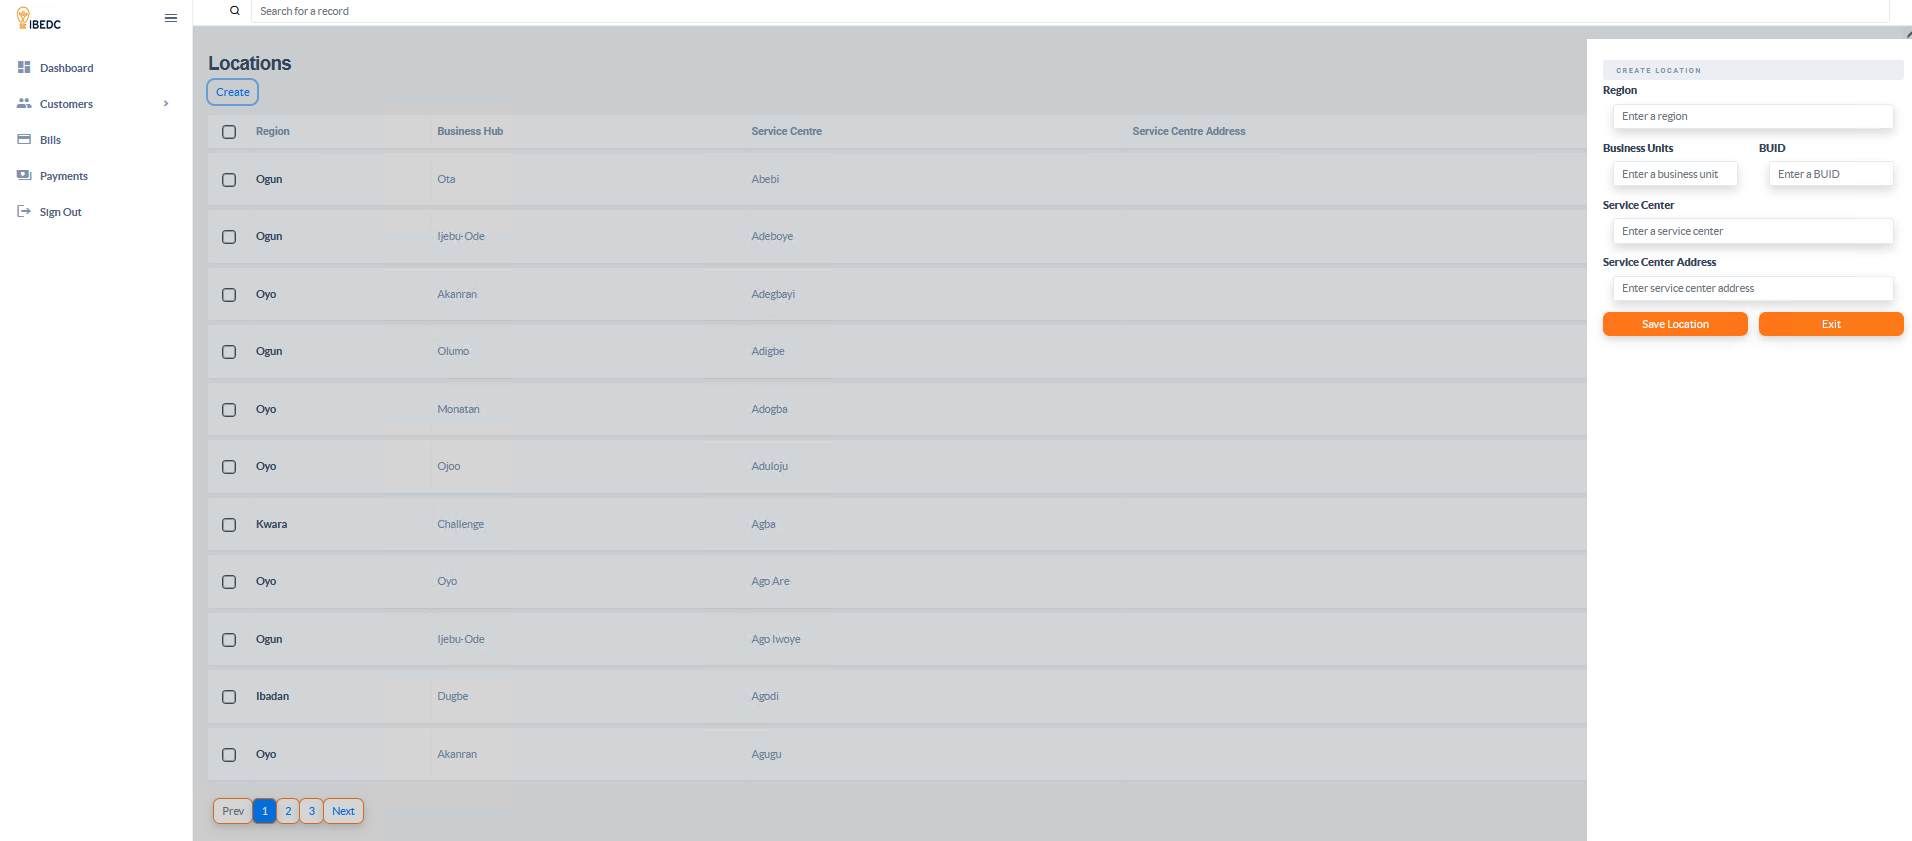 IBEDC
Search for a record
Dashboard
Customers
Bills
Payments
Sign Out
Locations
Create
Region Business Hub Service Centre Service Centre Address
Ogun Ota Abebi
Ogun Ijebu-Ode Adeboye
Oyo Akanran Adegbayi
Ogun Olumo Adigbe
Oyo Monatan Adogba
Oyo Ojoo Aduloju
Kwara Challenge Agba
Oyo Oyo Ago Are
Ogun Ijebu-Ode Ago Iwoye
Ibadan Dugbe Agodi
Oyo Akanran Agugu
Prev 1 2 3 Next
CREATE LOCATION
Region
Enter a region
Business Units BUID
Enter a business unit Enter a BUID
Service Center
Enter a service center
Service Center Address
Enter service center address
Save Location Exit